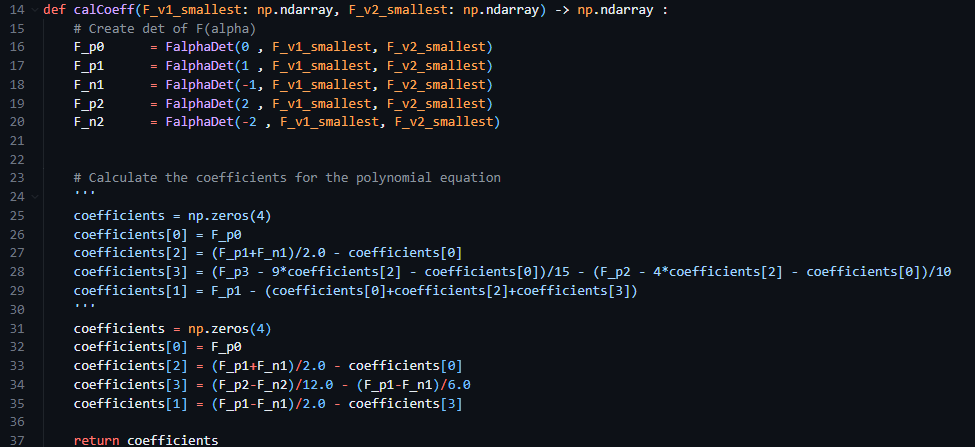 14 def calCoeff(F_v1_smallest: np.ndarray, F_v2_smallest: np.ndarray) -> np.ndarray :
15     # Create det of F(alpha)
16     F_p0      = FalphaDet(0 , F_v1_smallest, F_v2_smallest)
17     F_p1      = FalphaDet(1 , F_v1_smallest, F_v2_smallest)
18     F_n1      = FalphaDet(-1, F_v1_smallest, F_v2_smallest)
19     F_p2      = FalphaDet(2 , F_v1_smallest, F_v2_smallest)
20     F_n2      = FalphaDet(-2 , F_v1_smallest, F_v2_smallest)
21
22
23     # Calculate the coefficients for the polynomial equation
24     '''
25     coefficients = np.zeros(4)
26     coefficients[0] = F_p0
27     coefficients[2] = (F_p1+F_n1)/2.0 - coefficients[0]
28     coefficients[3] = (F_p3 - 9*coefficients[2] - coefficients[0])/15 - (F_p2 - 4*coefficients[2] - coefficients[0])/10
29     coefficients[1] = F_p1 - (coefficients[0]+coefficients[2]+coefficients[3])
30     '''
31     coefficients = np.zeros(4)
32     coefficients[0] = F_p0
33     coefficients[2] = (F_p1+F_n1)/2.0 - coefficients[0]
34     coefficients[3] = (F_p2-F_n2)/12.0 - (F_p1-F_n1)/6.0
35     coefficients[1] = (F_p1-F_n1)/2.0 - coefficients[3]
36
37     return coefficients